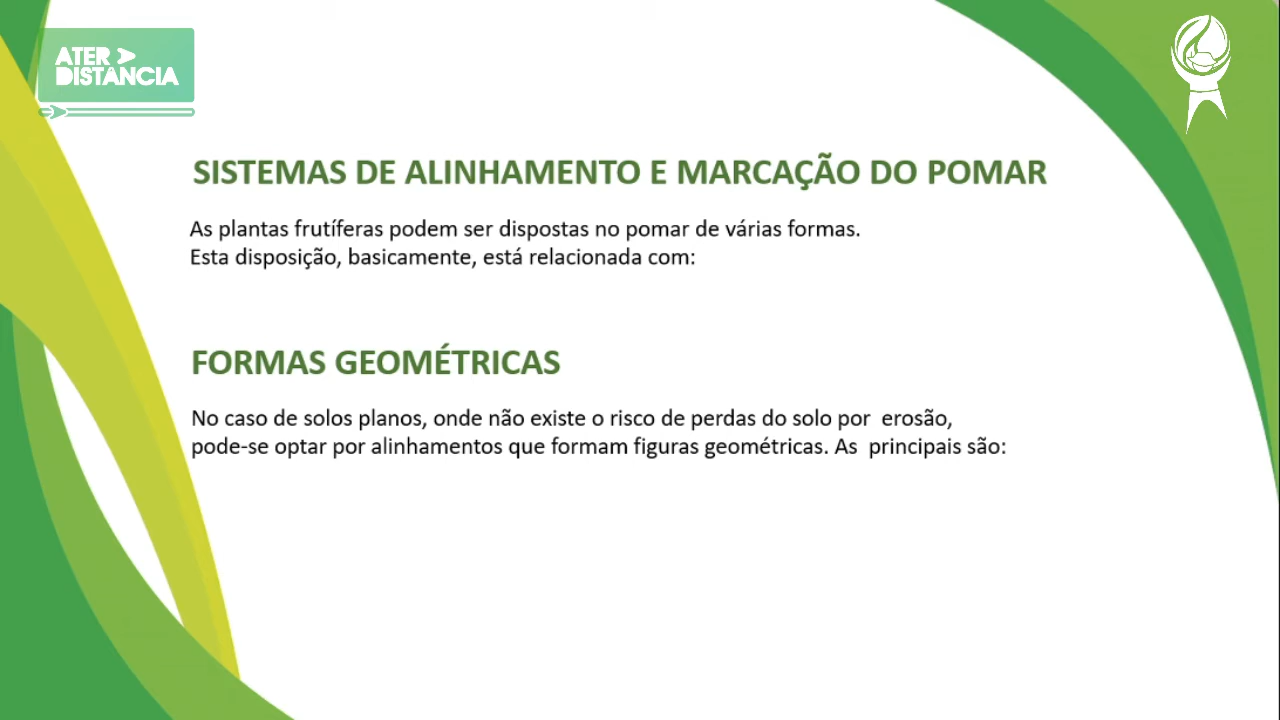 ATER
DISTÂNCIA
SISTEMAS DE ALINHAMENTO E MARCAÇÃO DO POMAR
As plantas frutíferas podem ser dispostas no pomar de várias formas.
Esta disposição, basicamente, está relacionada com:
FORMAS GEOMÉTRICAS
No caso de solos planos, onde não existe o risco de perdas do solo por  erosão,
pode-se optar por alinhamentos que formam figuras geométricas. As  principais são: